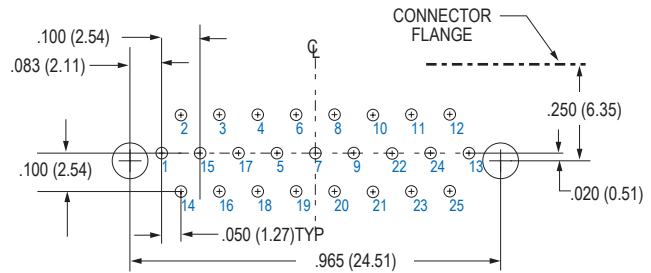 CONNECTOR
FLANGE
.100 (2.54)
℄
.083 (2.11)
.250 (6.35)
2 3 4 6 8 10 11 12
.100 (2.54)
1 15 17 5 7 9 22 24 13
.020 (0.51)
14 16 18 19 20 21 23 25
.050 (1.27)TYP
.965 (24.51)